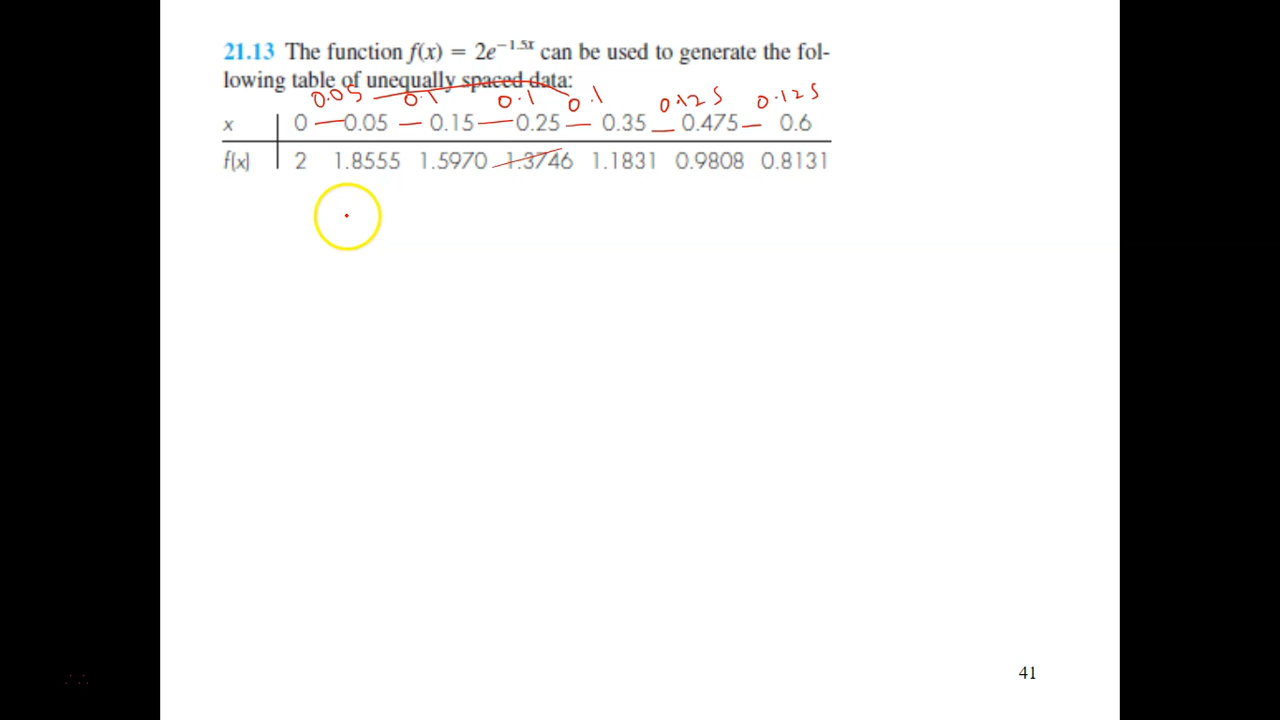 21.13 The function f(x) = 2e^−1.5x can be used to generate the fol-
lowing table of unequally spaced data:
0.05 0.1 0.1 0.1 0.125 0.125
x 0 0.05 0.15 0.25 0.35 0.475 0.6
f(x) 2 1.8555 1.5970 1.3746 1.1831 0.9808 0.8131
41